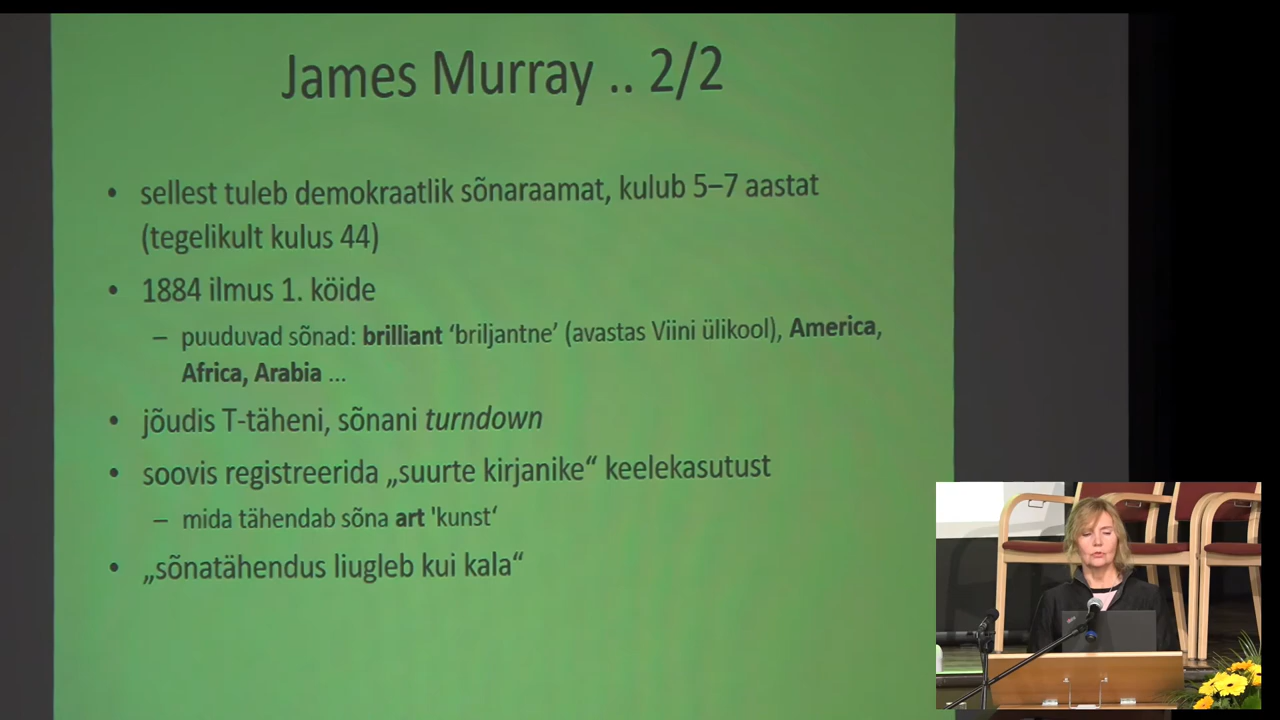 James Murray .. 2/2
• sellest tuleb demokraatlik sõnaraamat, kulub 5–7 aastat
(tegelikult kulus 44)
• 1884 ilmus 1. köide
– puuduvad sõnad: brilliant ‘briljantne’ (avastas Viini ülikool), America,
Africa, Arabia ...
• jõudis T-täheni, sõnani turndown
• soovis registreerida „suurte kirjanike“ keelekasutust
– mida tähendab sõna art 'kunst‘
• „sõnatähendus liugleb kui kala“